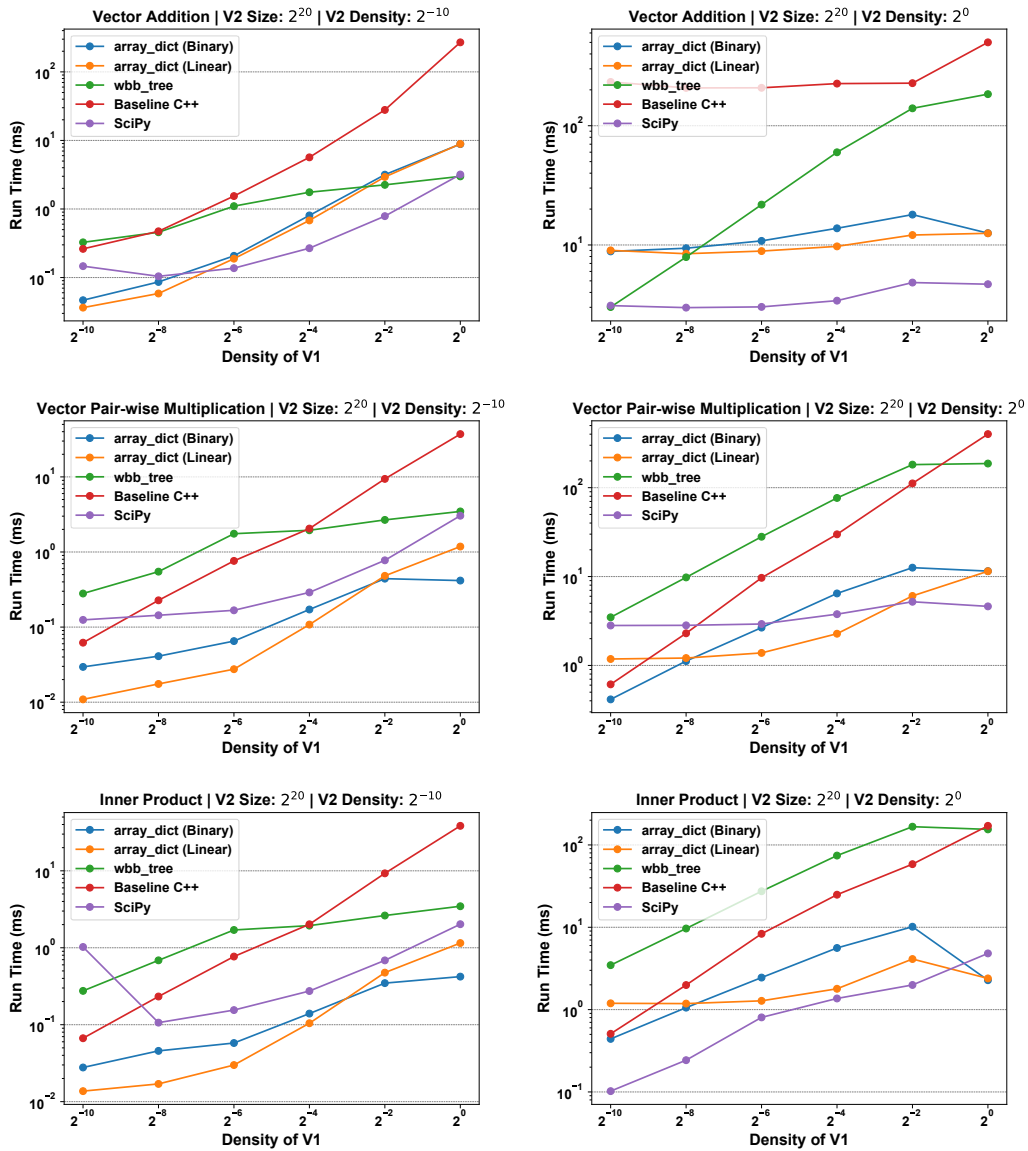 Vector Addition | V2 Size: 2^20 | V2 Density: 2^−10
array_dict (Binary)
array_dict (Linear)
wbb_tree
Baseline C++
SciPy
Run Time (ms)
10^2
10^1
10^0
10^−1
2^−10
2^−8
2^−6
2^−4
2^−2
2^0
Density of V1
Vector Addition | V2 Size: 2^20 | V2 Density: 2^0
array_dict (Binary)
array_dict (Linear)
wbb_tree
Baseline C++
SciPy
Run Time (ms)
10^2
10^1
2^−10
2^−8
2^−6
2^−4
2^−2
2^0
Density of V1
Vector Pair-wise Multiplication | V2 Size: 2^20 | V2 Density: 2^−10
array_dict (Binary)
array_dict (Linear)
wbb_tree
Baseline C++
SciPy
Run Time (ms)
10^1
10^0
10^−1
10^−2
2^−10
2^−8
2^−6
2^−4
2^−2
2^0
Density of V1
Vector Pair-wise Multiplication | V2 Size: 2^20 | V2 Density: 2^0
array_dict (Binary)
array_dict (Linear)
wbb_tree
Baseline C++
SciPy
Run Time (ms)
10^2
10^1
10^0
2^−10
2^−8
2^−6
2^−4
2^−2
2^0
Density of V1
Inner Product | V2 Size: 2^20 | V2 Density: 2^−10
array_dict (Binary)
array_dict (Linear)
wbb_tree
Baseline C++
SciPy
Run Time (ms)
10^1
10^0
10^−1
10^−2
2^−10
2^−8
2^−6
2^−4
2^−2
2^0
Density of V1
Inner Product | V2 Size: 2^20 | V2 Density: 2^0
array_dict (Binary)
array_dict (Linear)
wbb_tree
Baseline C++
SciPy
Run Time (ms)
10^2
10^1
10^0
10^−1
2^−10
2^−8
2^−6
2^−4
2^−2
2^0
Density of V1